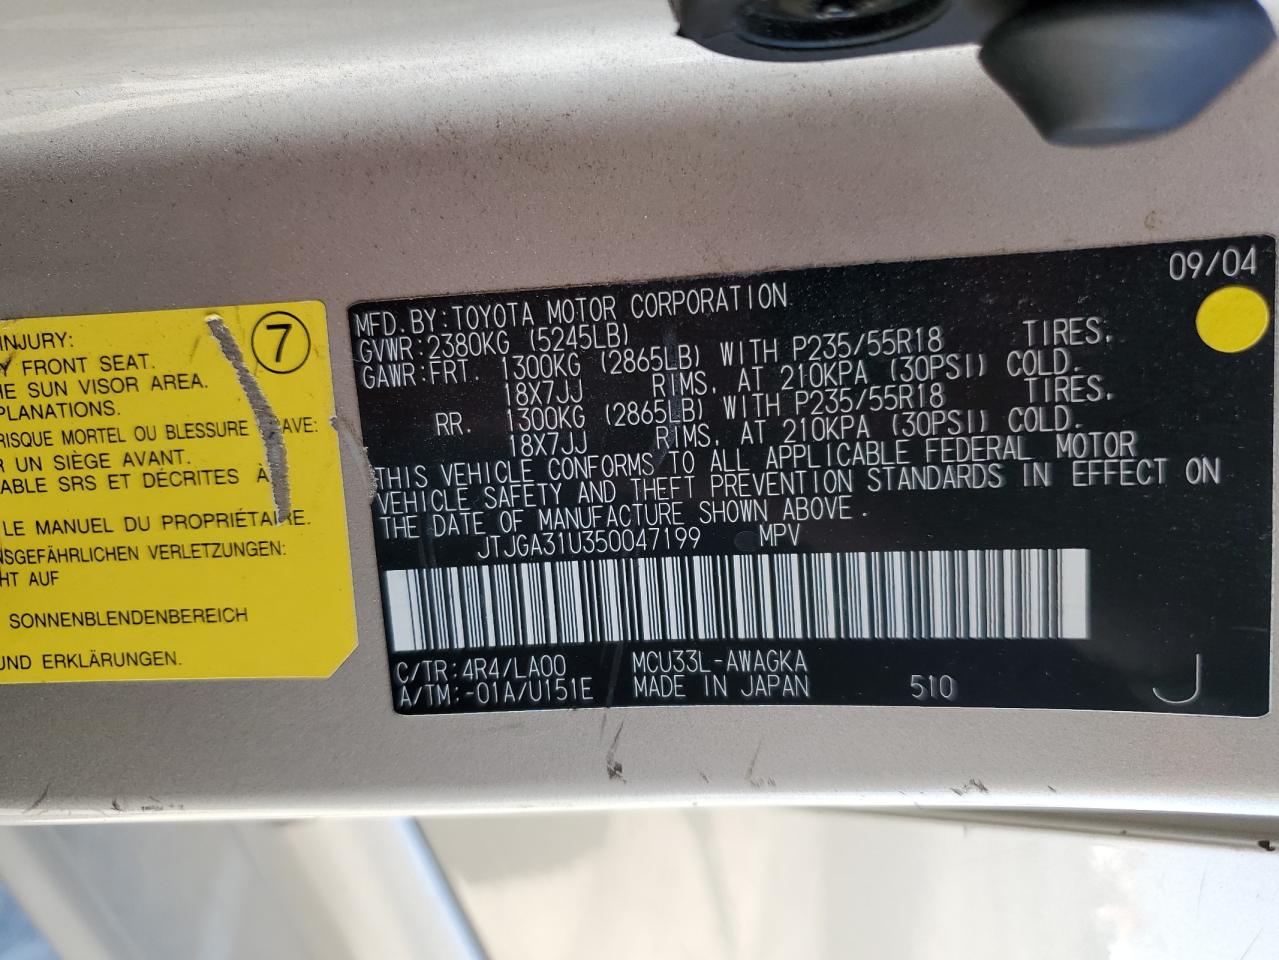 NJURY:
Y FRONT SEAT.
HE SUN VISOR AREA.
PLANATIONS.
RISQUE MORTEL OU BLESSURE AVE:
R UN SIÈGE AVANT.
ABLE SRS ET DÉCRITES À
LE MANUEL DU PROPRIÉTAIRE.
NSGEFÄHRLICHEN VERLETZUNGEN:
HT AUF
SONNENBLENDENBEREICH
UND ERKLÄRUNGEN.
7
09/04
MFD. BY: TOYOTA MOTOR CORPORATION
GVWR: 2380KG (5245LB)
GAWR: FRT. 1300KG (2865LB) WITH P235/55R18 TIRES,
18X7JJ RIMS, AT 210KPA (30PSI) COLD.
RR. 1300KG (2865LB) WITH P235/55R18 TIRES,
18X7JJ RIMS, AT 210KPA (30PSI) COLD.
THIS VEHICLE CONFORMS TO ALL APPLICABLE FEDERAL MOTOR
VEHICLE SAFETY AND THEFT PREVENTION STANDARDS IN EFFECT ON
THE DATE OF MANUFACTURE SHOWN ABOVE.
JTJGA31U350047199 MPV
C/TR: 4R4/LA00 MCU33L-AWAGKA
A/TM: -01A/U151E MADE IN JAPAN 510 J